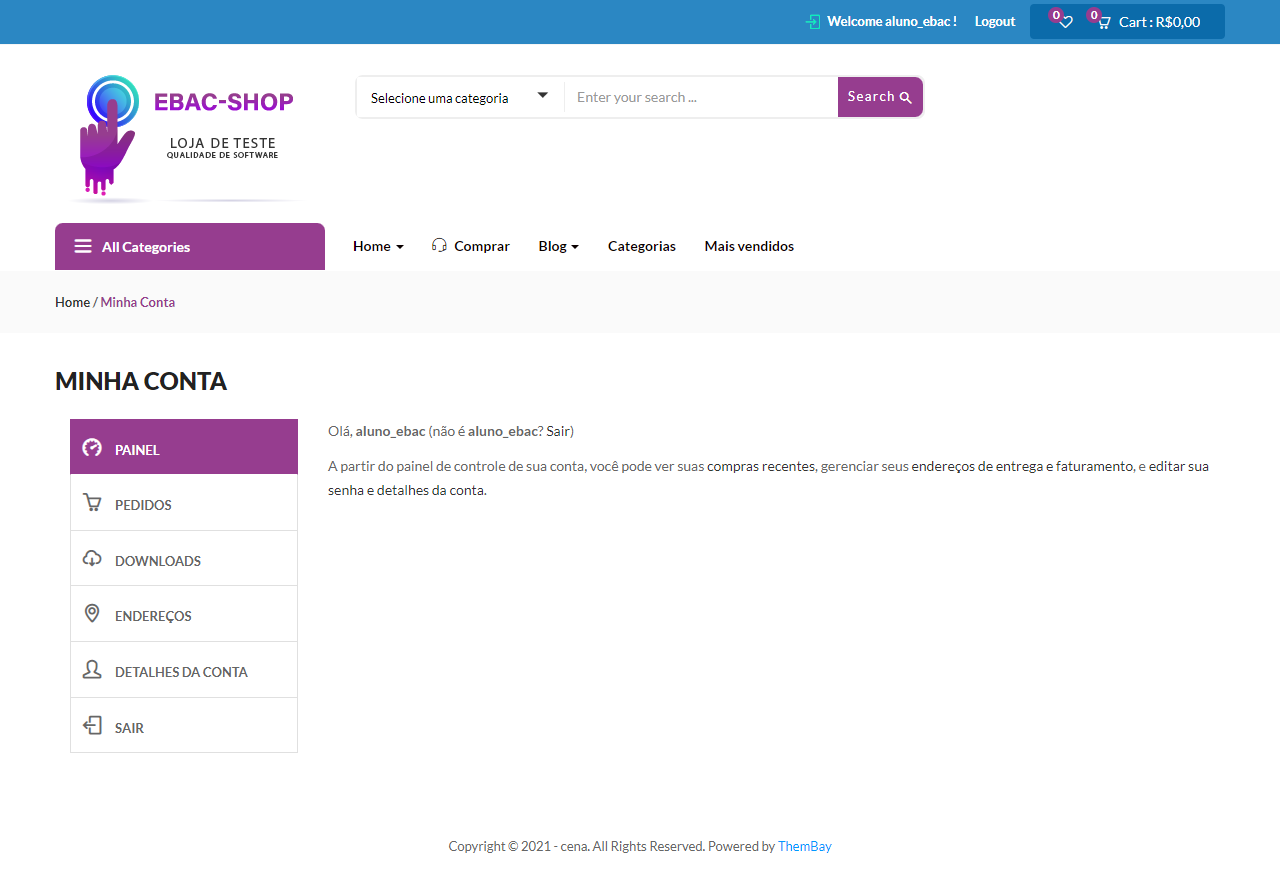 Welcome aluno_ebac ! Logout 0 0 Cart : R$0,00
EBAC-SHOP
LOJA DE TESTE
QUALIDADE DE SOFTWARE
Selecione uma categoria Enter your search ... Search
All Categories Home Comprar Blog Categorias Mais vendidos
Home / Minha Conta
MINHA CONTA
PAINEL
PEDIDOS
DOWNLOADS
ENDEREÇOS
DETALHES DA CONTA
SAIR
Olá, aluno_ebac (não é aluno_ebac? Sair)
A partir do painel de controle de sua conta, você pode ver suas compras recentes, gerenciar seus endereços de entrega e faturamento, e editar sua
senha e detalhes da conta.
Copyright © 2021 - cena. All Rights Reserved. Powered by ThemBay